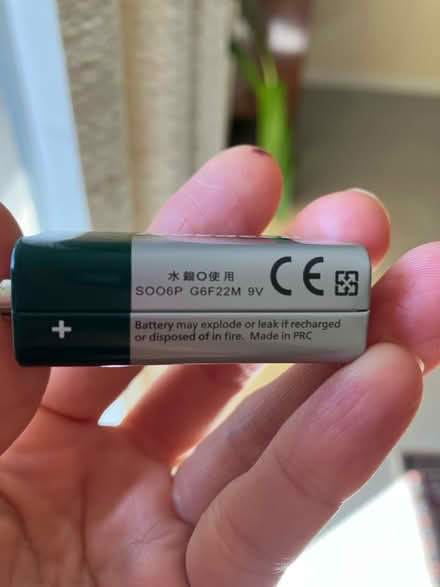 水銀O使用
SOO6P G6F22M 9V
CE
+
Battery may explode or leak if recharged
or disposed of in fire. Made in PRC